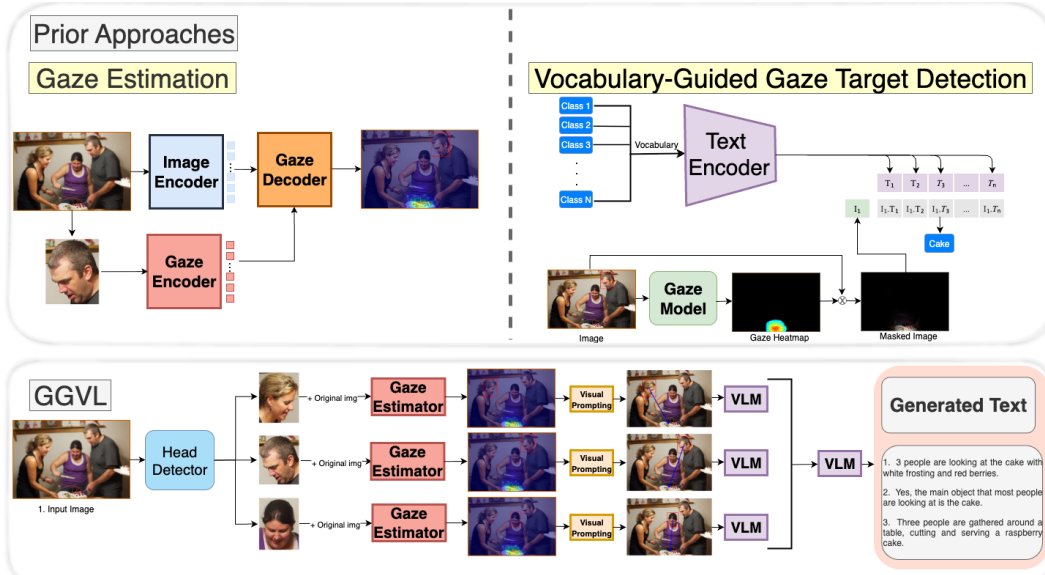 Prior Approaches
Gaze Estimation
Image
Encoder
Gaze
Decoder
Gaze
Encoder
Vocabulary-Guided Gaze Target Detection
Class 1
Class 2
Class 3
.
.
.
Class N
Vocabulary
Text
Encoder
T₁ T₂ T₃ ... Tₙ
I₁ I₁.T₁ I₁.T₂ I₁.T₃ ... I₁.Tₙ
Cake
Gaze
Model
Image
Gaze Heatmap
Masked Image
GGVL
1. Input Image
Head
Detector
+ Original img
Gaze
Estimator
Visual
Prompting
VLM
+ Original img
Gaze
Estimator
Visual
Prompting
VLM
+ Original img
Gaze
Estimator
Visual
Prompting
VLM
VLM
Generated Text
1. 3 people are looking at the cake with
white frosting and red berries.
2. Yes, the main object that most people
are looking at is the cake.
3. Three people are gathered around a
table, cutting and serving a raspberry
cake.